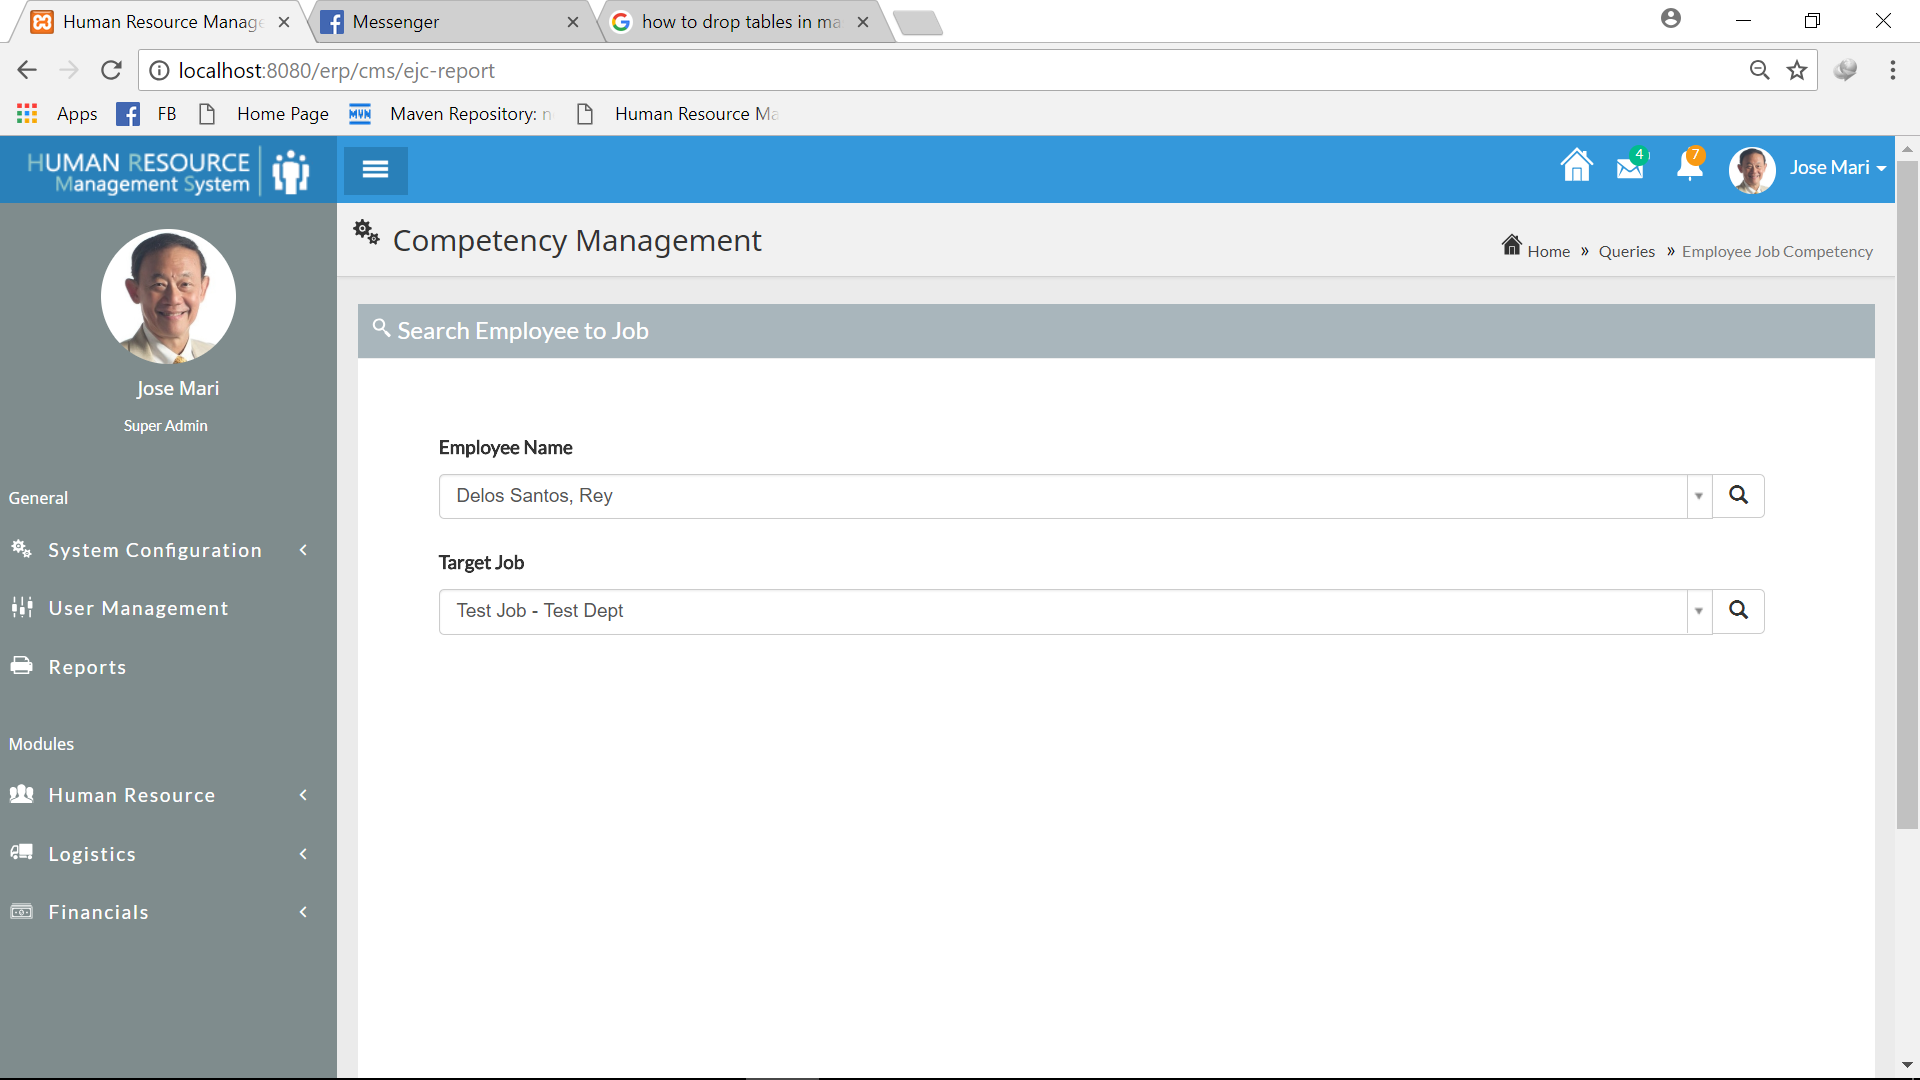 Human Resource Manage
Messenger
how to drop tables in ma
localhost:8080/erp/cms/ejc-report
Apps
FB
Home Page
MVN
Maven Repository: n
Human Resource Ma
HUMAN RESOURCE
Management System
4
7
Jose Mari
Competency Management
Home » Queries » Employee Job Competency
Jose Mari
Super Admin
General
System Configuration
User Management
Reports
Modules
Human Resource
Logistics
Financials
Search Employee to Job
Employee Name
Delos Santos, Rey
Target Job
Test Job - Test Dept